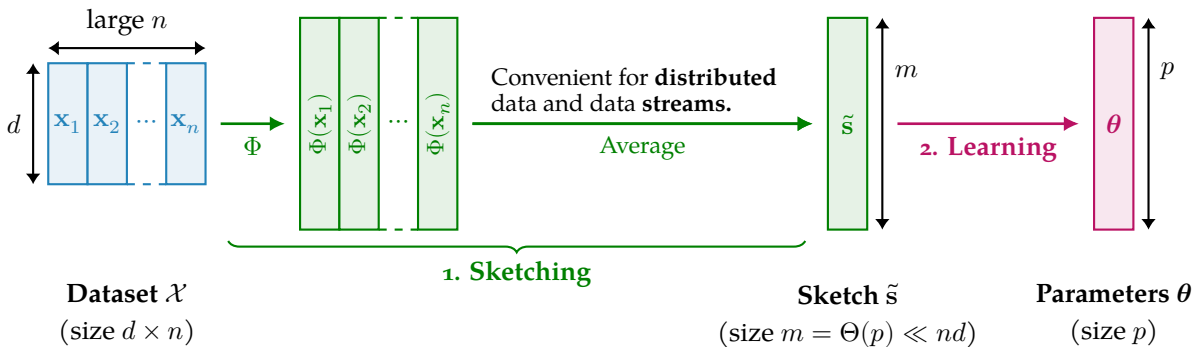 large n
d
x₁ x₂ ... xₙ
Φ
Φ(x₁) Φ(x₂) ... Φ(xₙ)
Convenient for distributed
data and data streams.
Average
s̃
m
2. Learning
θ
p
1. Sketching
Dataset 𝒳
(size d × n)
Sketch s̃
(size m = Θ(p) ≪ nd)
Parameters θ
(size p)